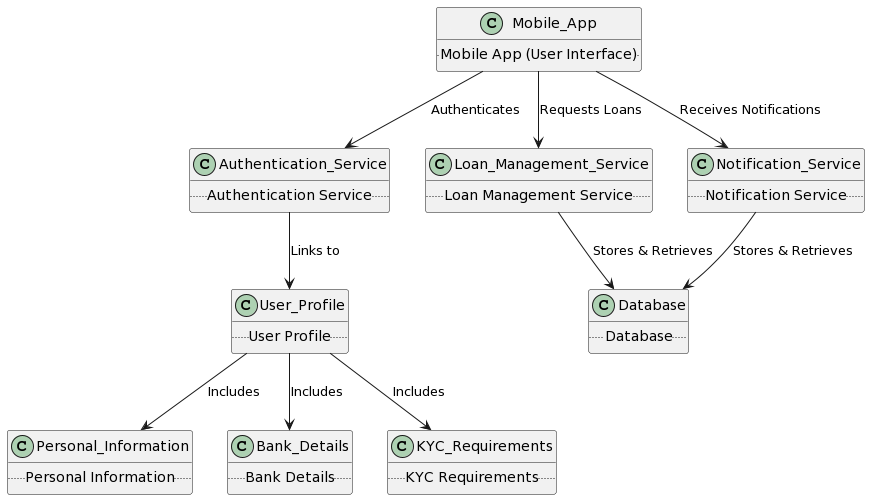 C Mobile_App
Mobile App (User Interface)
Authenticates
Requests Loans
Receives Notifications
C Authentication_Service
Authentication Service
C Loan_Management_Service
Loan Management Service
C Notification_Service
Notification Service
Links to
Stores & Retrieves
Stores & Retrieves
C User_Profile
User Profile
C Database
Database
Includes
Includes
Includes
C Personal_Information
Personal Information
C Bank_Details
Bank Details
C KYC_Requirements
KYC Requirements